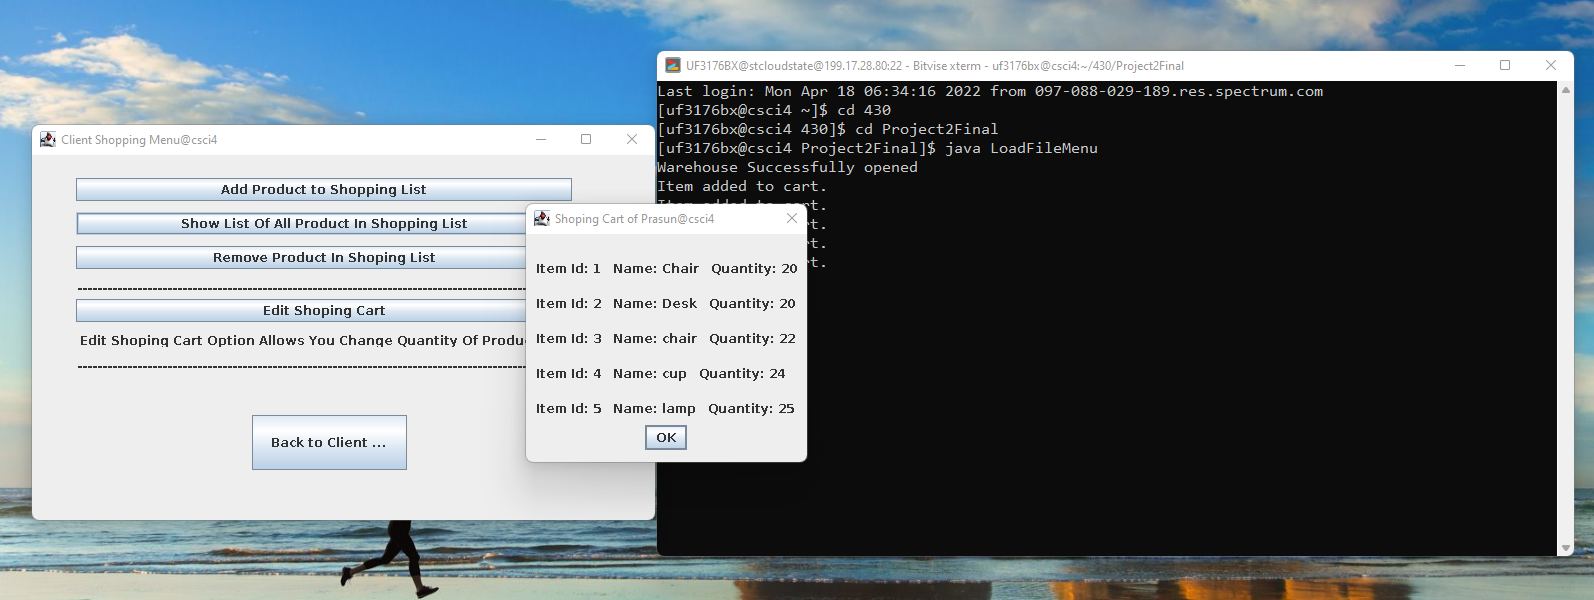 UF3176BX@stcloudstate@199.17.28.80:22 - Bitvise xterm - uf3176bx@csci4:~/430/Project2Final
Last login: Mon Apr 18 06:34:16 2022 from 097-088-029-189.res.spectrum.com
[uf3176bx@csci4 ~]$ cd 430
[uf3176bx@csci4 430]$ cd Project2Final
[uf3176bx@csci4 Project2Final]$ java LoadFileMenu
Warehouse Successfully opened
Item added to cart.
Client Shopping Menu@csci4
Add Product to Shopping List
Show List Of All Product In Shopping List
Remove Product In Shoping List
Edit Shoping Cart
Edit Shoping Cart Option Allows You Change Quantity Of
Back to Client ...
Shoping Cart of Prasun@csci4
Item Id: 1 Name: Chair Quantity: 20
Item Id: 2 Name: Desk Quantity: 20
Item Id: 3 Name: chair Quantity: 22
Item Id: 4 Name: cup Quantity: 24
Item Id: 5 Name: lamp Quantity: 25
OK